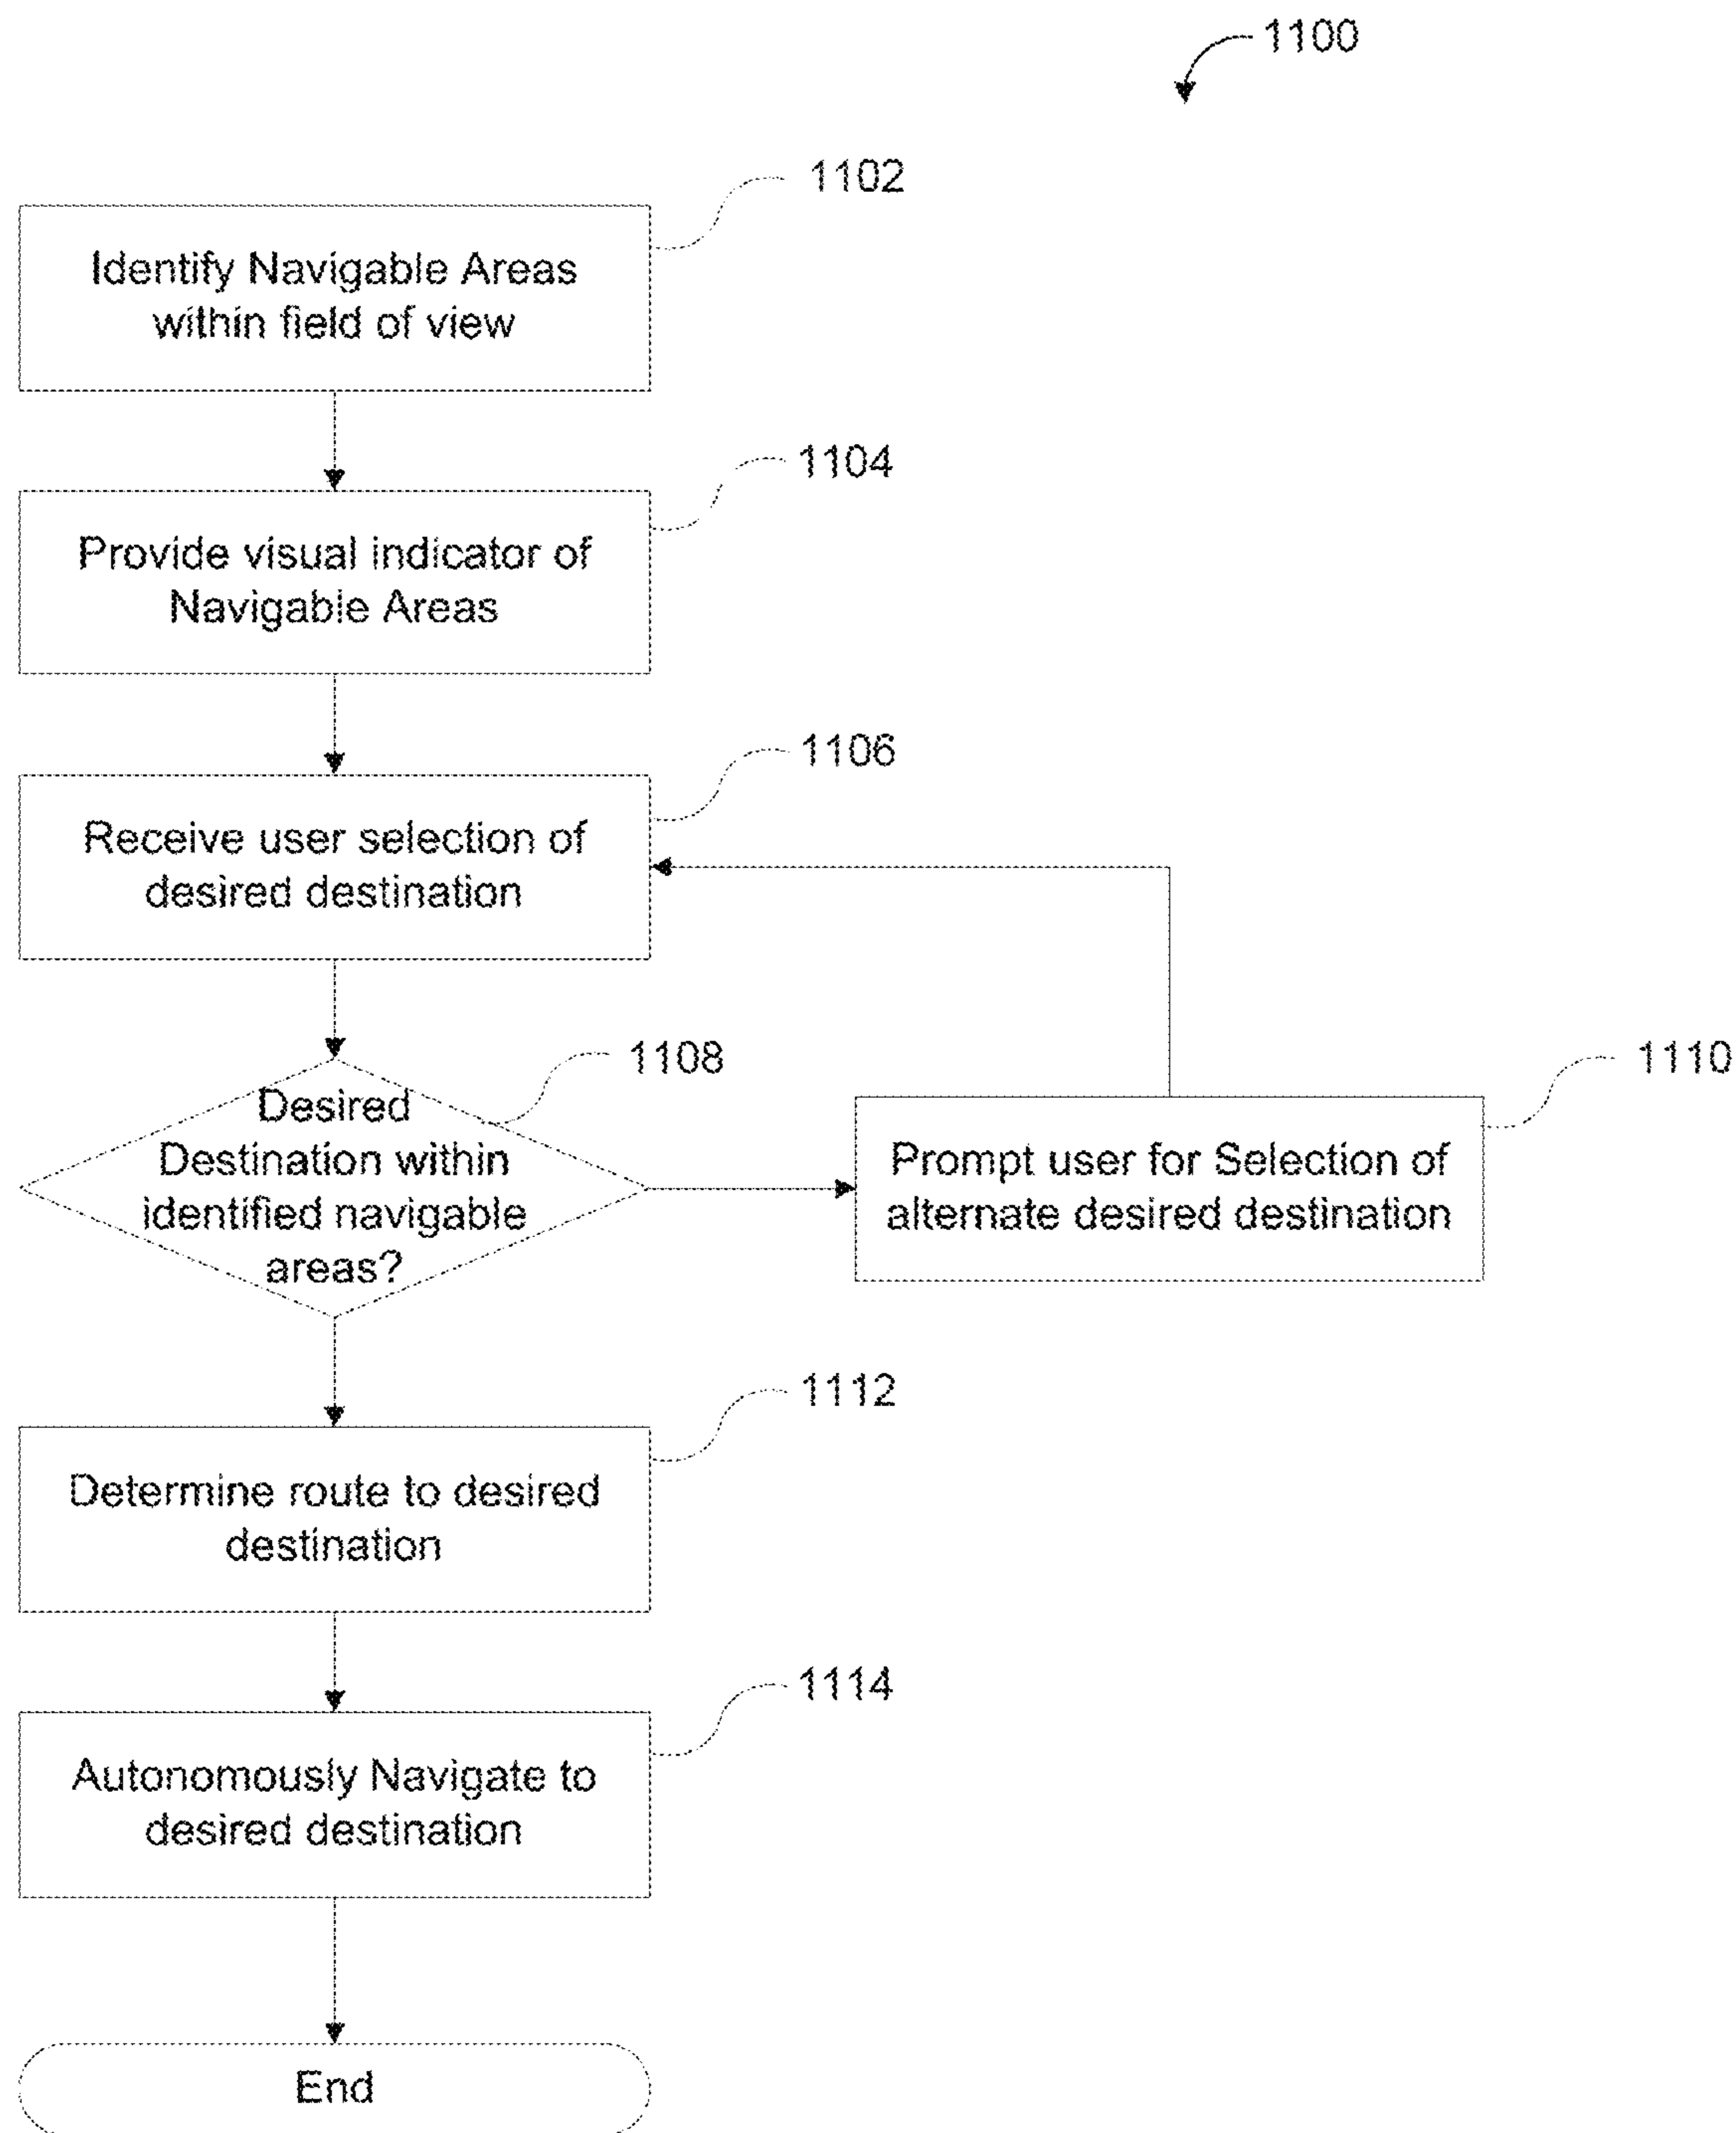 1100
1102
Identify Navigable Areas
within field of view
1104
Provide visual indicator of
Navigable Areas
1106
Receive user selection of
desired destination
1108
Desired
Destination within
identified navigable
areas?
1110
Prompt user for Selection of
alternate desired destination
1112
Determine route to desired
destination
1114
Autonomously Navigate to
desired destination
End